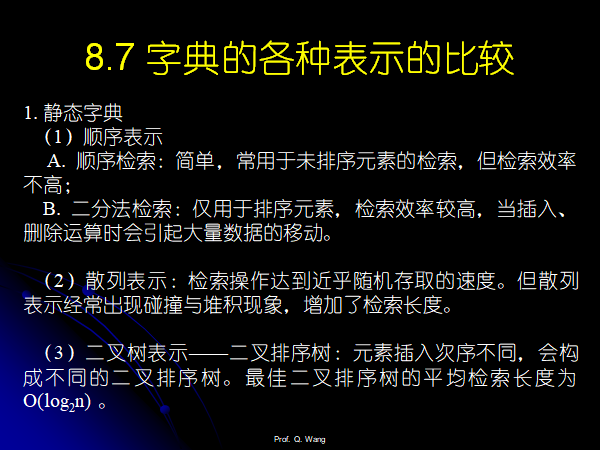 8.7 字典的各种表示的比较
1. 静态字典
（1）顺序表示
A. 顺序检索：简单，常用于未排序元素的检索，但检索效率
不高；
B. 二分法检索：仅用于排序元素，检索效率较高，当插入、
删除运算时会引起大量数据的移动。
（2）散列表示：检索操作达到近乎随机存取的速度。但散列
表示经常出现碰撞与堆积现象，增加了检索长度。
（3）二叉树表示——二叉排序树：元素插入次序不同，会构
成不同的二叉排序树。最佳二叉排序树的平均检索长度为
O(log₂n) 。
Prof. Q. Wang